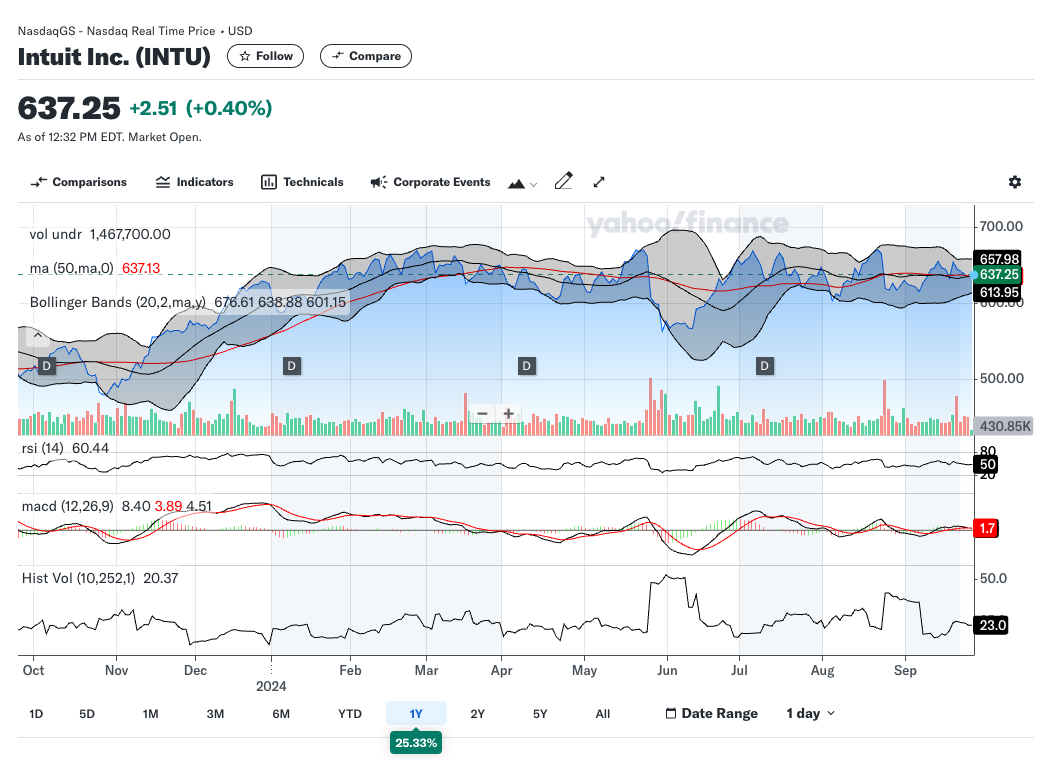 NasdaqGS - Nasdaq Real Time Price • USD
Intuit Inc. (INTU)
Follow
Compare
637.25 +2.51 (+0.40%)
As of 12:32 PM EDT. Market Open.
Comparisons
Indicators
Technicals
Corporate Events
yahoo/finance
vol undr 1,467,700.00
ma (50,ma,0) 637.13
Bollinger Bands (20,2,ma,y) 676.61 638.88 601.15
700.00
657.98
637.25
613.95
600.00
500.00
430.85K
D
D
D
D
− +
rsi (14) 60.44
80
50
20
macd (12,26,9) 8.40 3.89 4.51
1.7
Hist Vol (10,252,1) 20.37
50.0
23.0
Oct Nov Dec Feb Mar Apr May Jun Jul Aug Sep
2024
1D 5D 1M 3M 6M YTD 1Y 2Y 5Y All
Date Range
1 day
25.33%